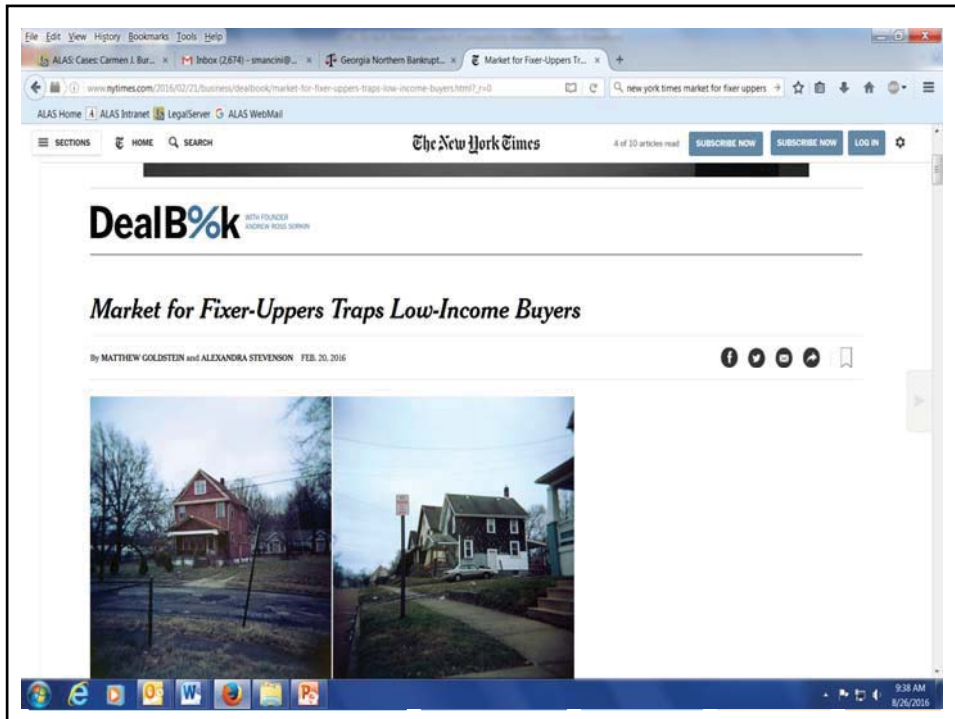 File Edit View History Bookmarks Tools Help
ALAS: Cases: Carmen J. Bur... × Inbox (2,674) - smancini@... × Georgia Northern Bankrupt... × Market for Fixer-Uppers Tr... × +
www.nytimes.com/2016/02/21/business/dealbook/market-for-fixer-uppers-traps-low-income-buyers.html?_r=0 new york times market for fixer uppers
ALAS Home ALAS Intranet LegalServer ALAS WebMail
SECTIONS HOME SEARCH The New York Times 4 of 10 articles read SUBSCRIBE NOW SUBSCRIBE NOW LOG IN
DealB%k WITH FOUNDER
ANDREW ROSS SORKIN
Market for Fixer-Uppers Traps Low-Income Buyers
By MATTHEW GOLDSTEIN and ALEXANDRA STEVENSON FEB. 20, 2016
9:38 AM
8/26/2016